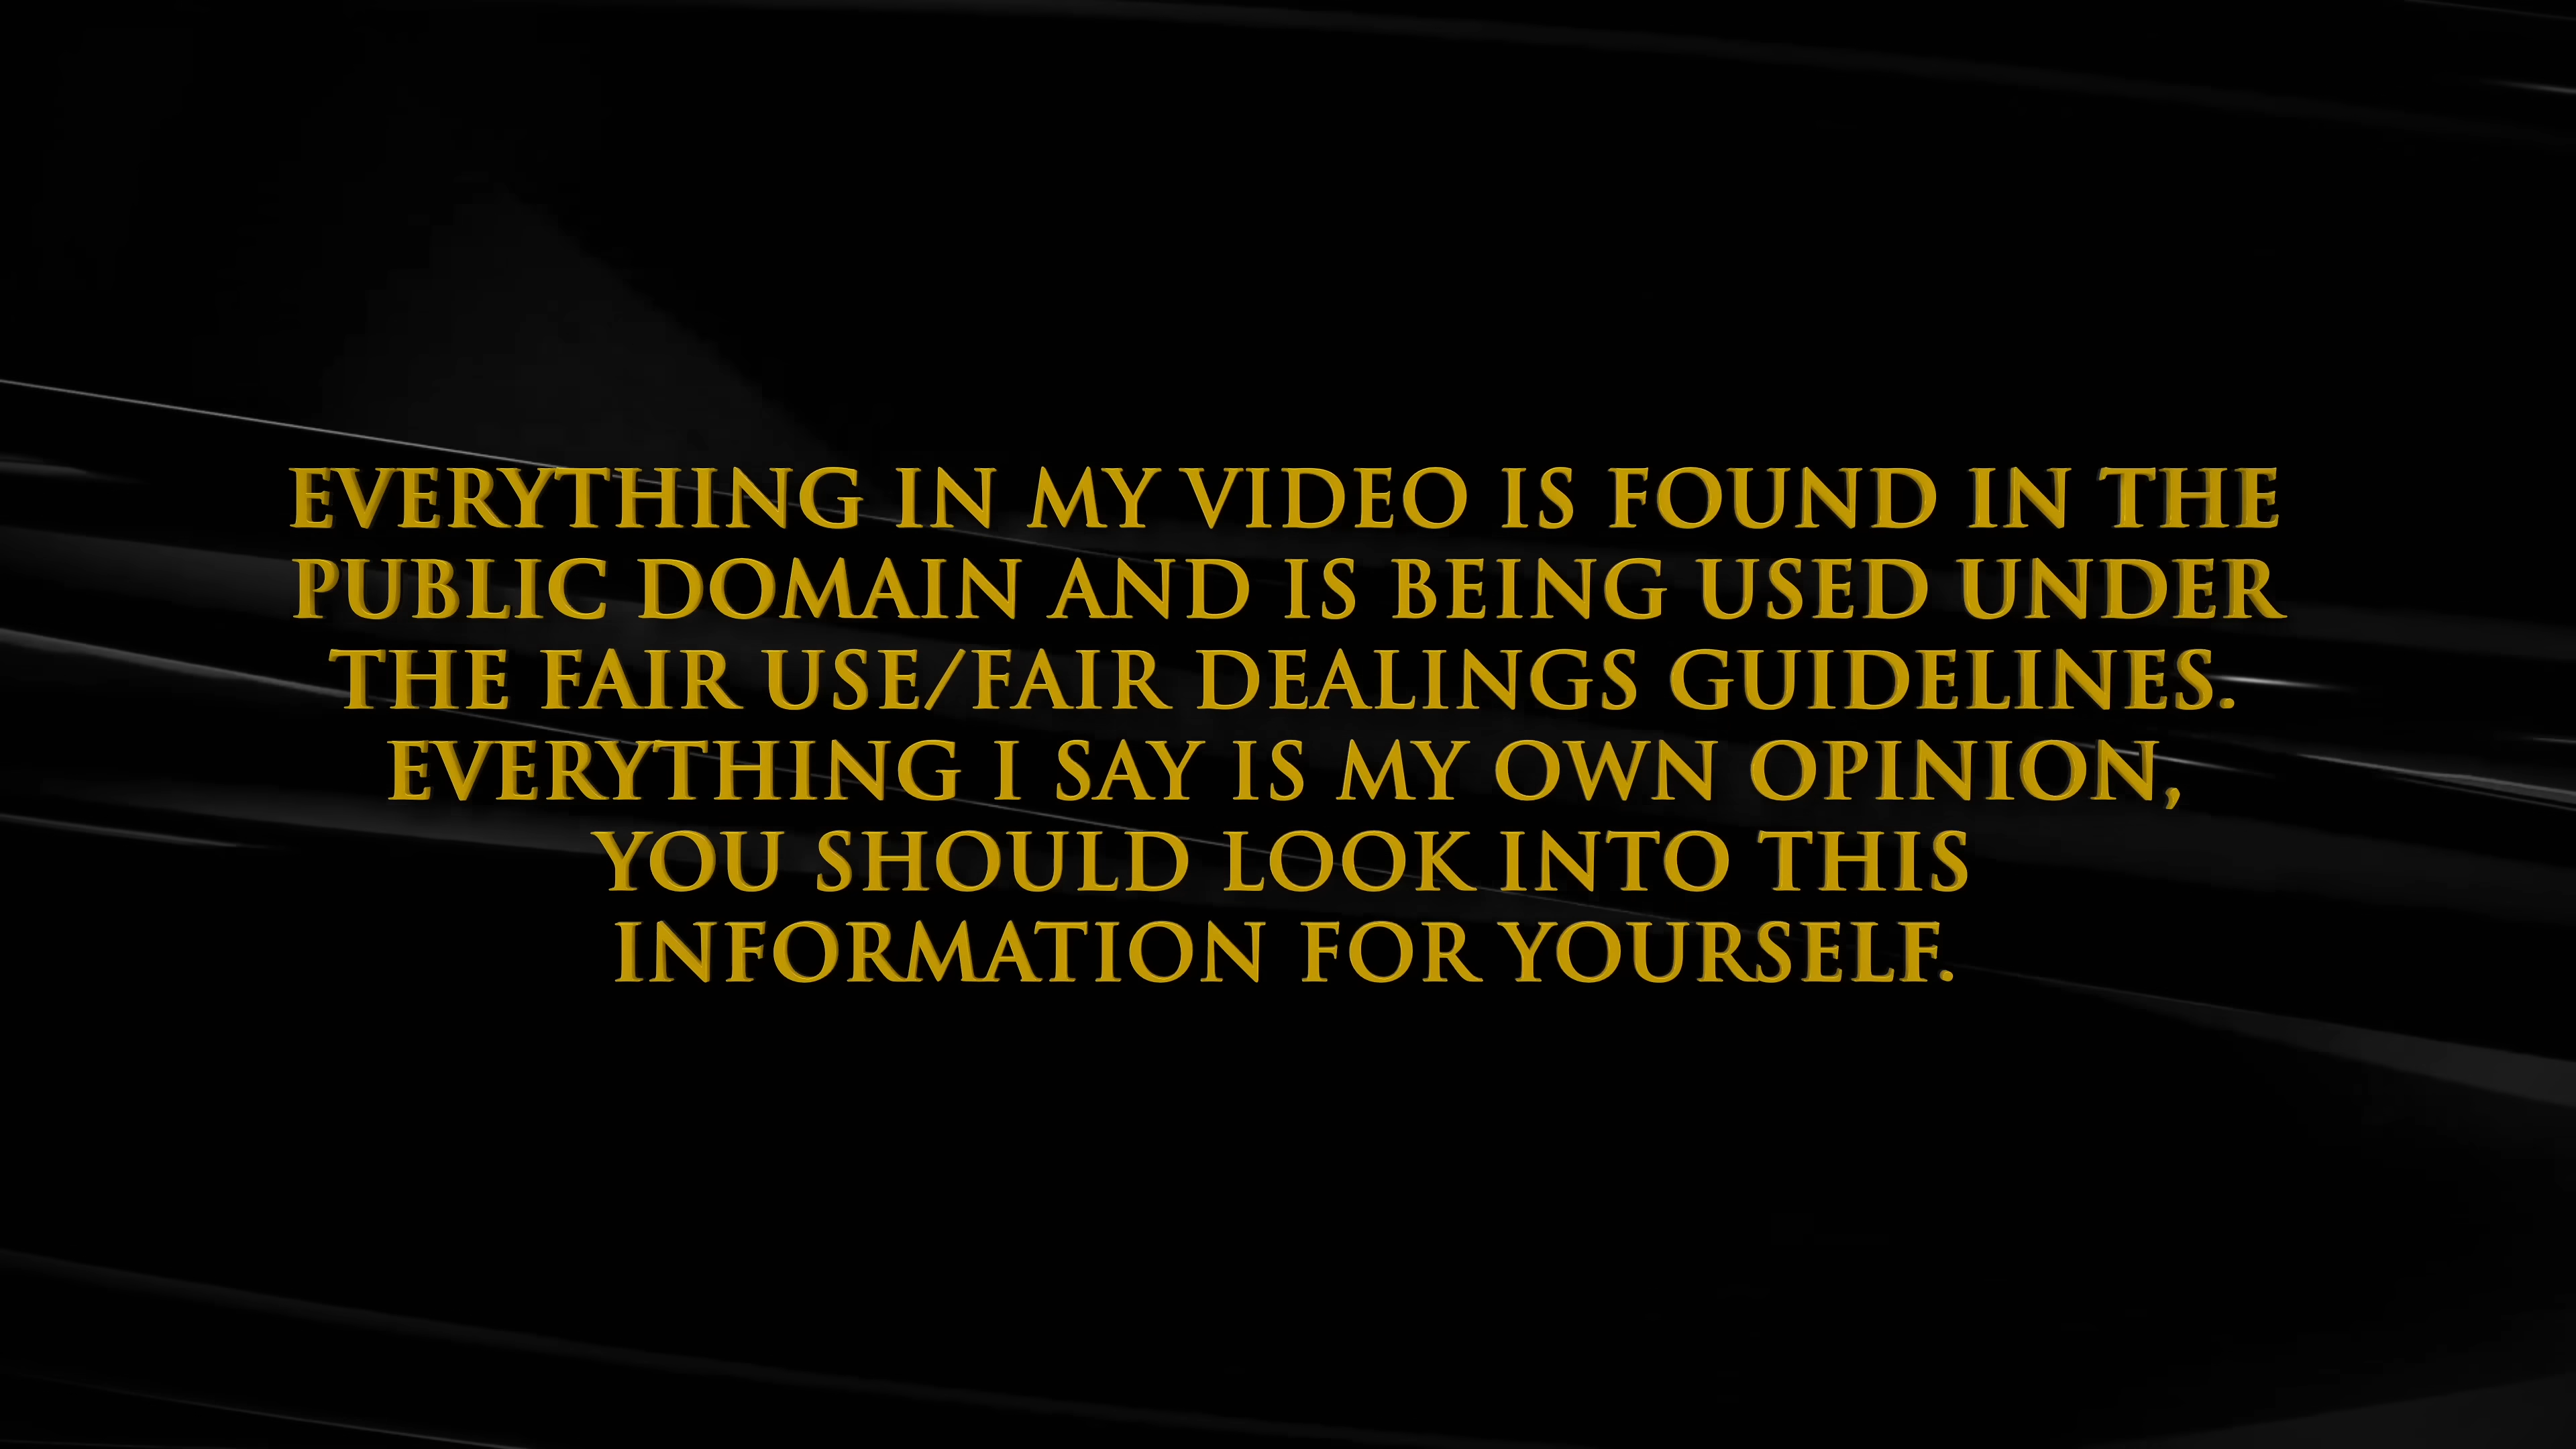 EVERYTHING IN MY VIDEO IS FOUND IN THE
PUBLIC DOMAIN AND IS BEING USED UNDER
THE FAIR USE/FAIR DEALINGS GUIDELINES.
EVERYTHING I SAY IS MY OWN OPINION,
YOU SHOULD LOOK INTO THIS
INFORMATION FOR YOURSELF.